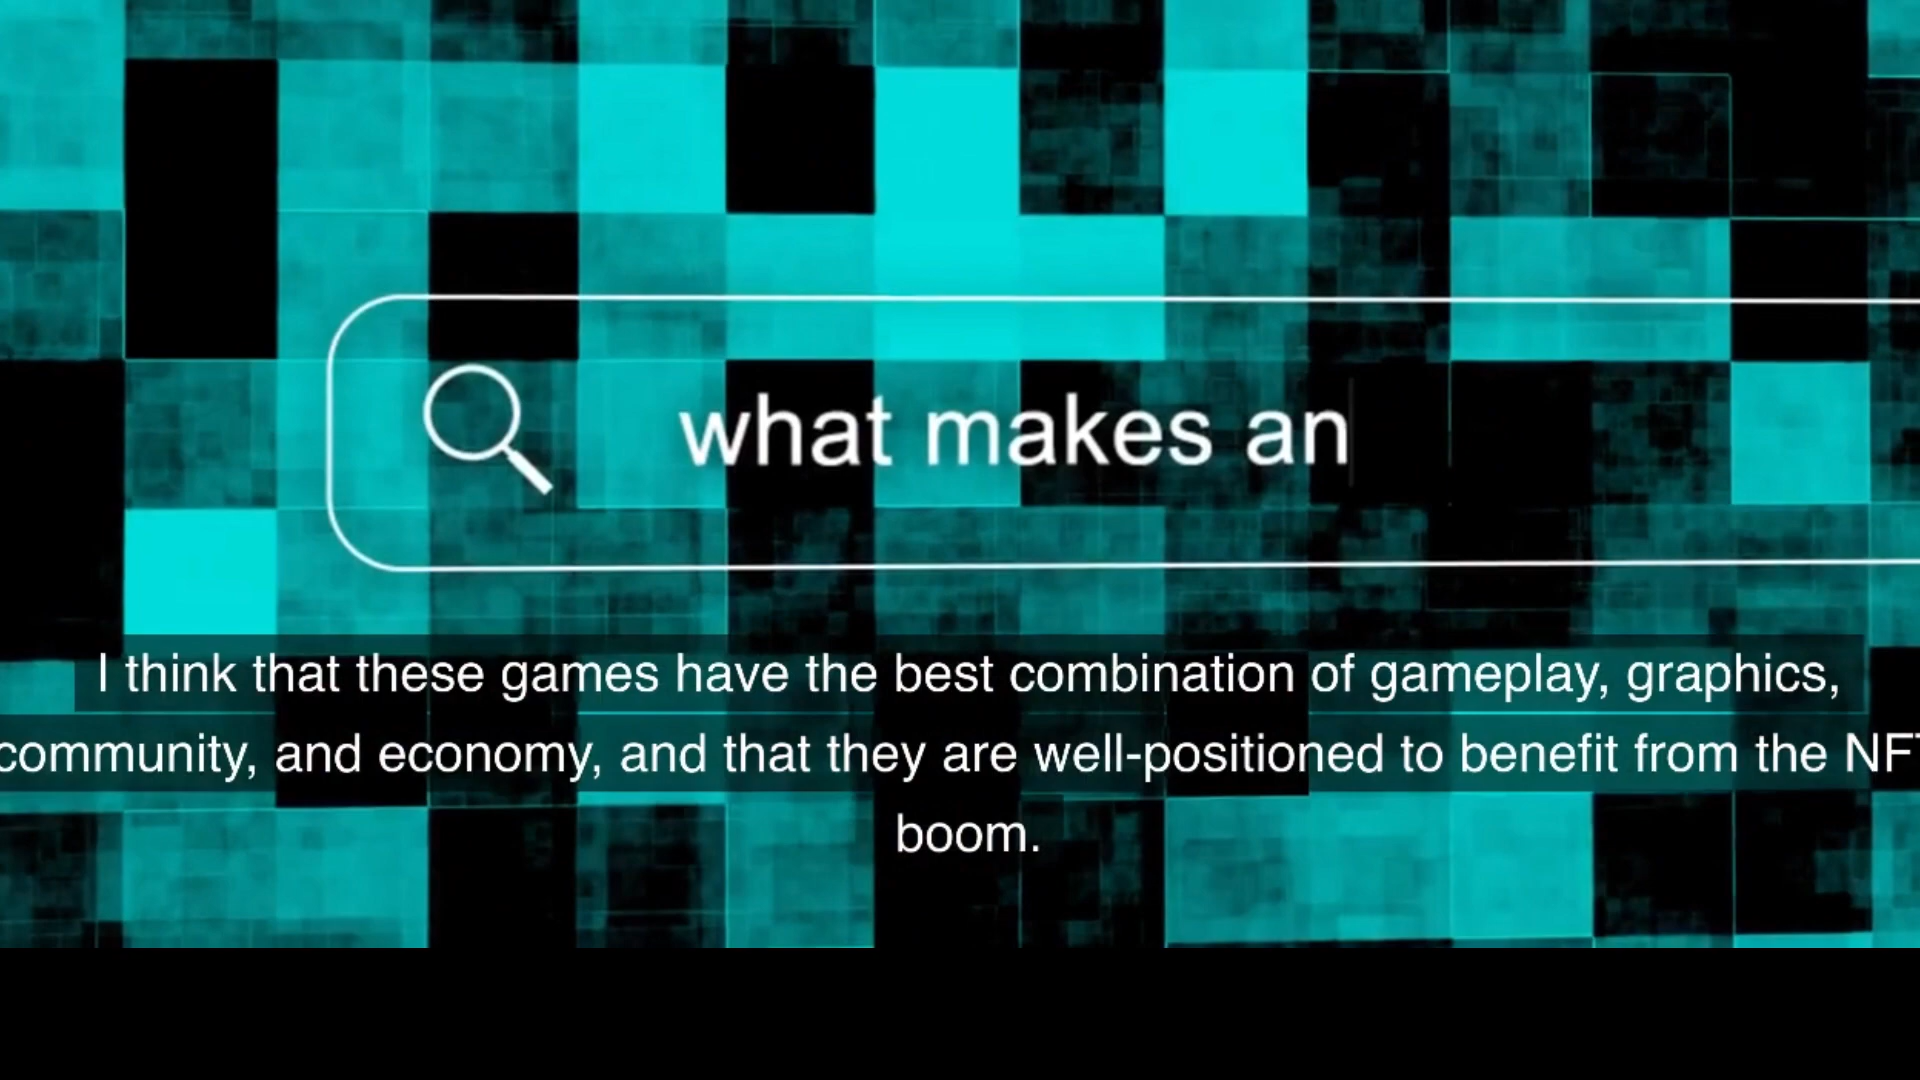 what makes an
I think that these games have the best combination of gameplay, graphics,
community, and economy, and that they are well-positioned to benefit from the NF
boom.